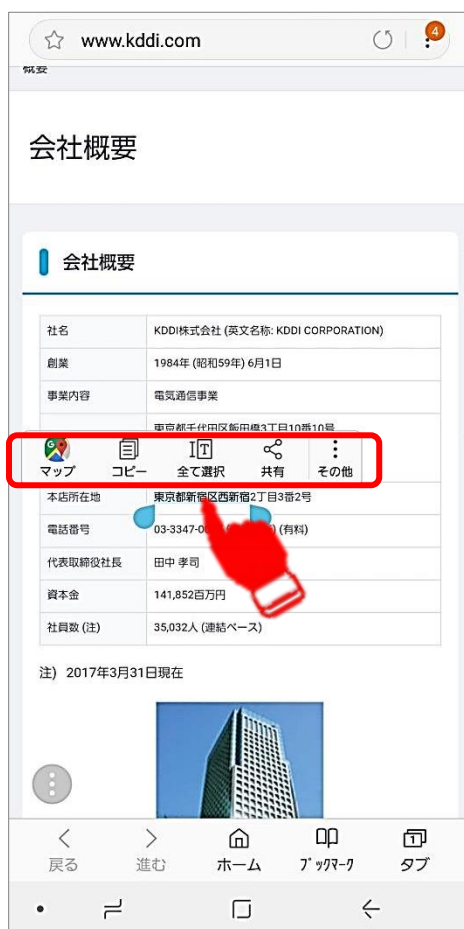 www.kddi.com
4
概要
会社概要
会社概要
社名 KDDI株式会社 (英文名称: KDDI CORPORATION)
創業 1984年 (昭和59年) 6月1日
事業内容 電気通信事業
東京都千代田区飯田橋3丁目10番10号
マップ コピー 全て選択 共有 その他
本店所在地 東京都新宿区西新宿2丁目3番2号
電話番号 03-3347-0 (有料)
代表取締役社長 田中 孝司
資本金 141,852百万円
社員数 (注) 35,032人 (連結ベース)
注) 2017年3月31日現在
戻る 進む ホーム ブックマーク タブ
1